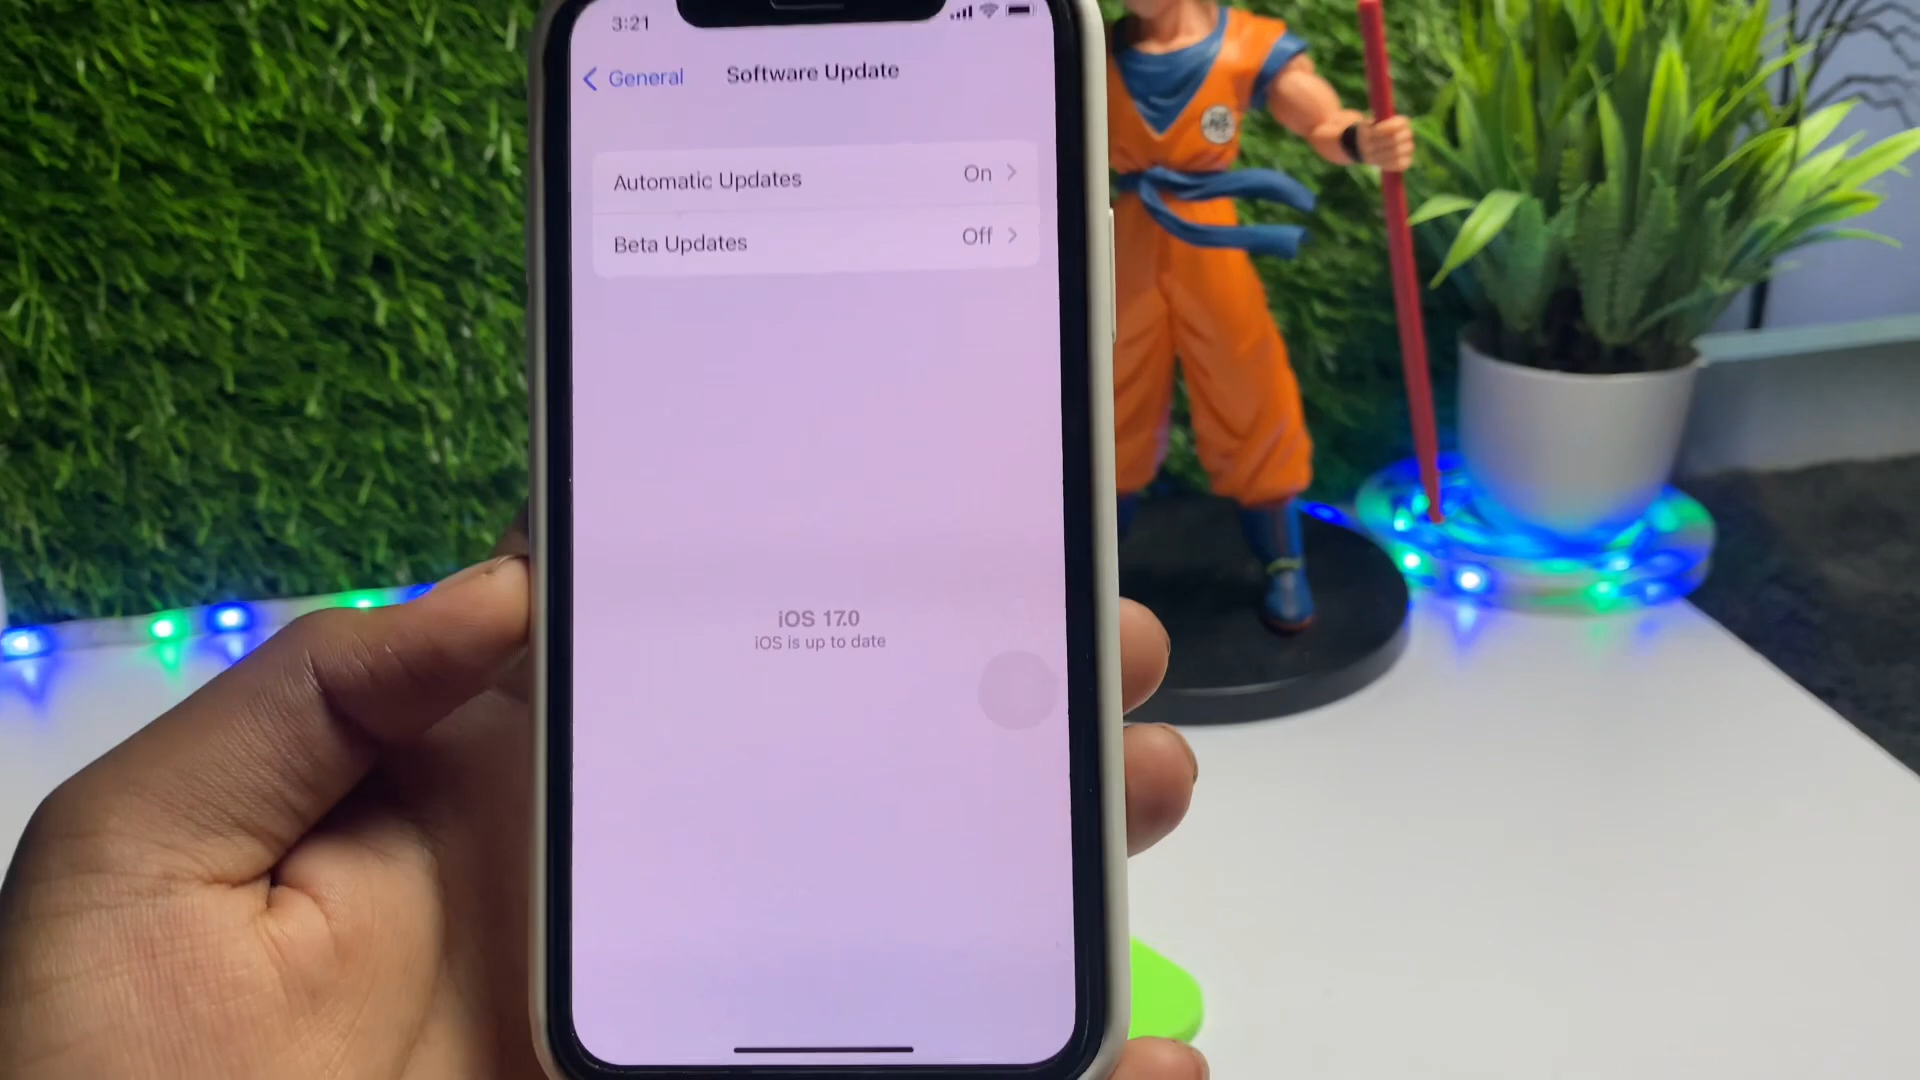 3:21
General
Software Update
Automatic Updates On
Beta Updates Off
iOS 17.0
iOS is up to date